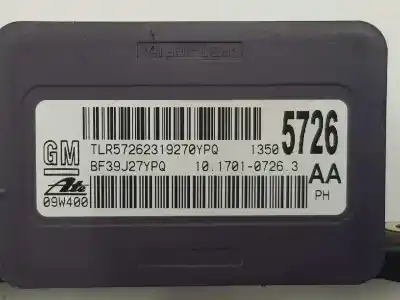 TLR57262319270YPQ
1350
5726
GM
BF39J27YPQ
10.1701-0726.3
AA
Ate
09W400
PH